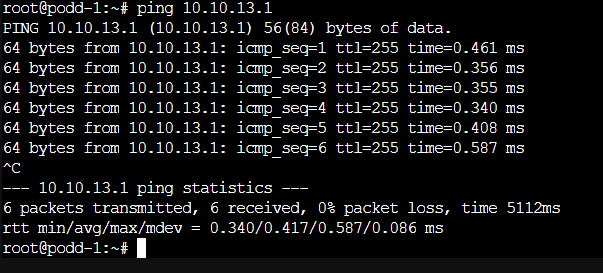 root@podd-1:~# ping 10.10.13.1
PING 10.10.13.1 (10.10.13.1) 56(84) bytes of data.
64 bytes from 10.10.13.1: icmp_seq=1 ttl=255 time=0.461 ms
64 bytes from 10.10.13.1: icmp_seq=2 ttl=255 time=0.356 ms
64 bytes from 10.10.13.1: icmp_seq=3 ttl=255 time=0.355 ms
64 bytes from 10.10.13.1: icmp_seq=4 ttl=255 time=0.340 ms
64 bytes from 10.10.13.1: icmp_seq=5 ttl=255 time=0.408 ms
64 bytes from 10.10.13.1: icmp_seq=6 ttl=255 time=0.587 ms
^C
--- 10.10.13.1 ping statistics ---
6 packets transmitted, 6 received, 0% packet loss, time 5112ms
rtt min/avg/max/mdev = 0.340/0.417/0.587/0.086 ms
root@podd-1:~#